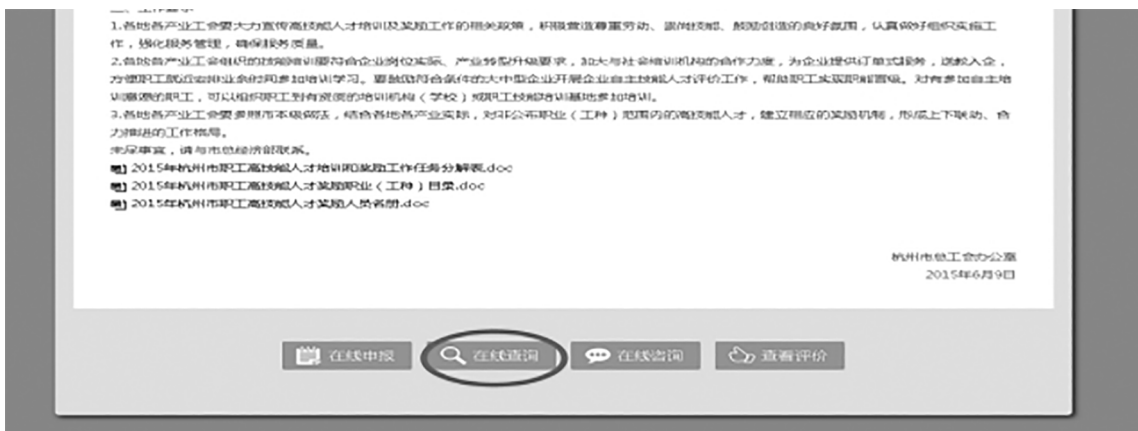 1.各地各产业工会要大力宣传高技能人才培训及奖励工作的相关政策，积极营造尊重劳动、崇尚技能、鼓励创造的良好氛围，认真做好组织实施工
作，强化服务管理，确保服务质量。
2.各地各产业工会组织的技能培训要符合企业岗位实际、产业转型升级要求，加大与社会培训机构的合作力度，为企业提供订单式服务，送教入企，
方便职工就近就业余时间参加培训学习。要鼓励符合条件的大中型企业开展企业自主技能人才评价工作，帮助职工实现职能晋级。对有参加自主培
训意愿的职工，可以组织职工到有资质的培训机构（学校）或职工技能培训基地参加培训。
3.各地各产业工会要参照市本级做法，结合各地各产业实际，对非公布职业（工种）范围内的高技能人才，建立相应的奖励机制，形成上下联动、合
力推进的工作格局。
未尽事宜，请与市总经济部联系。
2015年杭州市职工高技能人才培训和奖励工作任务分解表.doc
2015年杭州市职工高技能人才奖励职业（工种）目录.doc
2015年杭州市职工高技能人才奖励人员名册.doc
杭州市总工会办公室
2015年6月9日
在线申报 在线查询 在线咨询 查看评价